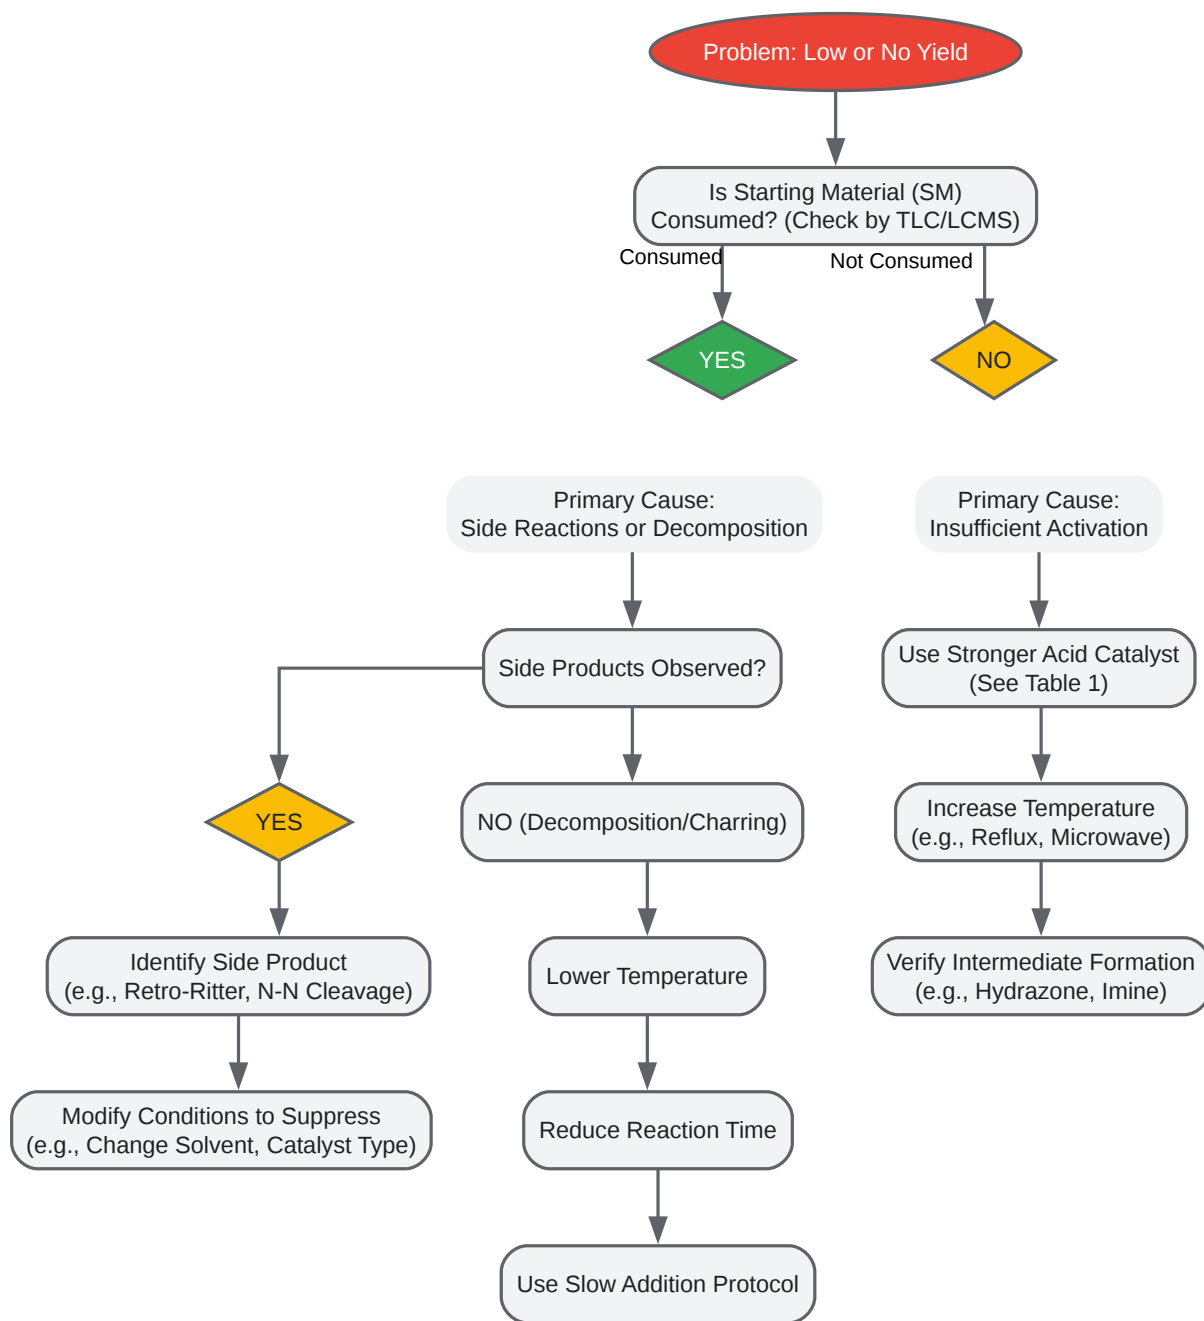 Problem: Low or No Yield
Is Starting Material (SM)
Consumed? (Check by TLC/LCMS)
Consumed
Not Consumed
YES
NO
Primary Cause:
Side Reactions or Decomposition
Primary Cause:
Insufficient Activation
Side Products Observed?
Use Stronger Acid Catalyst
(See Table 1)
YES
NO (Decomposition/Charring)
Increase Temperature
(e.g., Reflux, Microwave)
Identify Side Product
(e.g., Retro-Ritter, N-N Cleavage)
Lower Temperature
Verify Intermediate Formation
(e.g., Hydrazone, Imine)
Modify Conditions to Suppress
(e.g., Change Solvent, Catalyst Type)
Reduce Reaction Time
Use Slow Addition Protocol